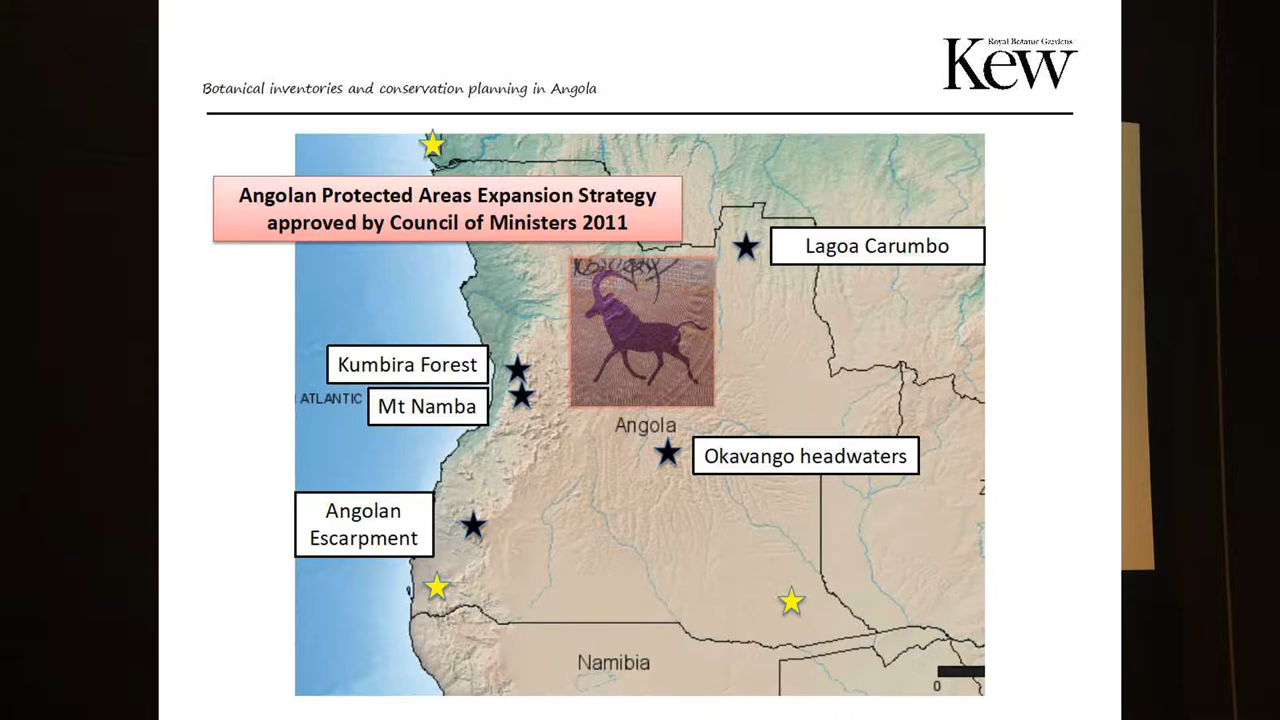 Royal Botanic Gardens
Kew
Botanical inventories and conservation planning in Angola
Angolan Protected Areas Expansion Strategy
approved by Council of Ministers 2011
Lagoa Carumbo
Kumbira Forest
ATLANTIC
Mt Namba
Angola
Okavango headwaters
Angolan
Escarpment
Namibia
0